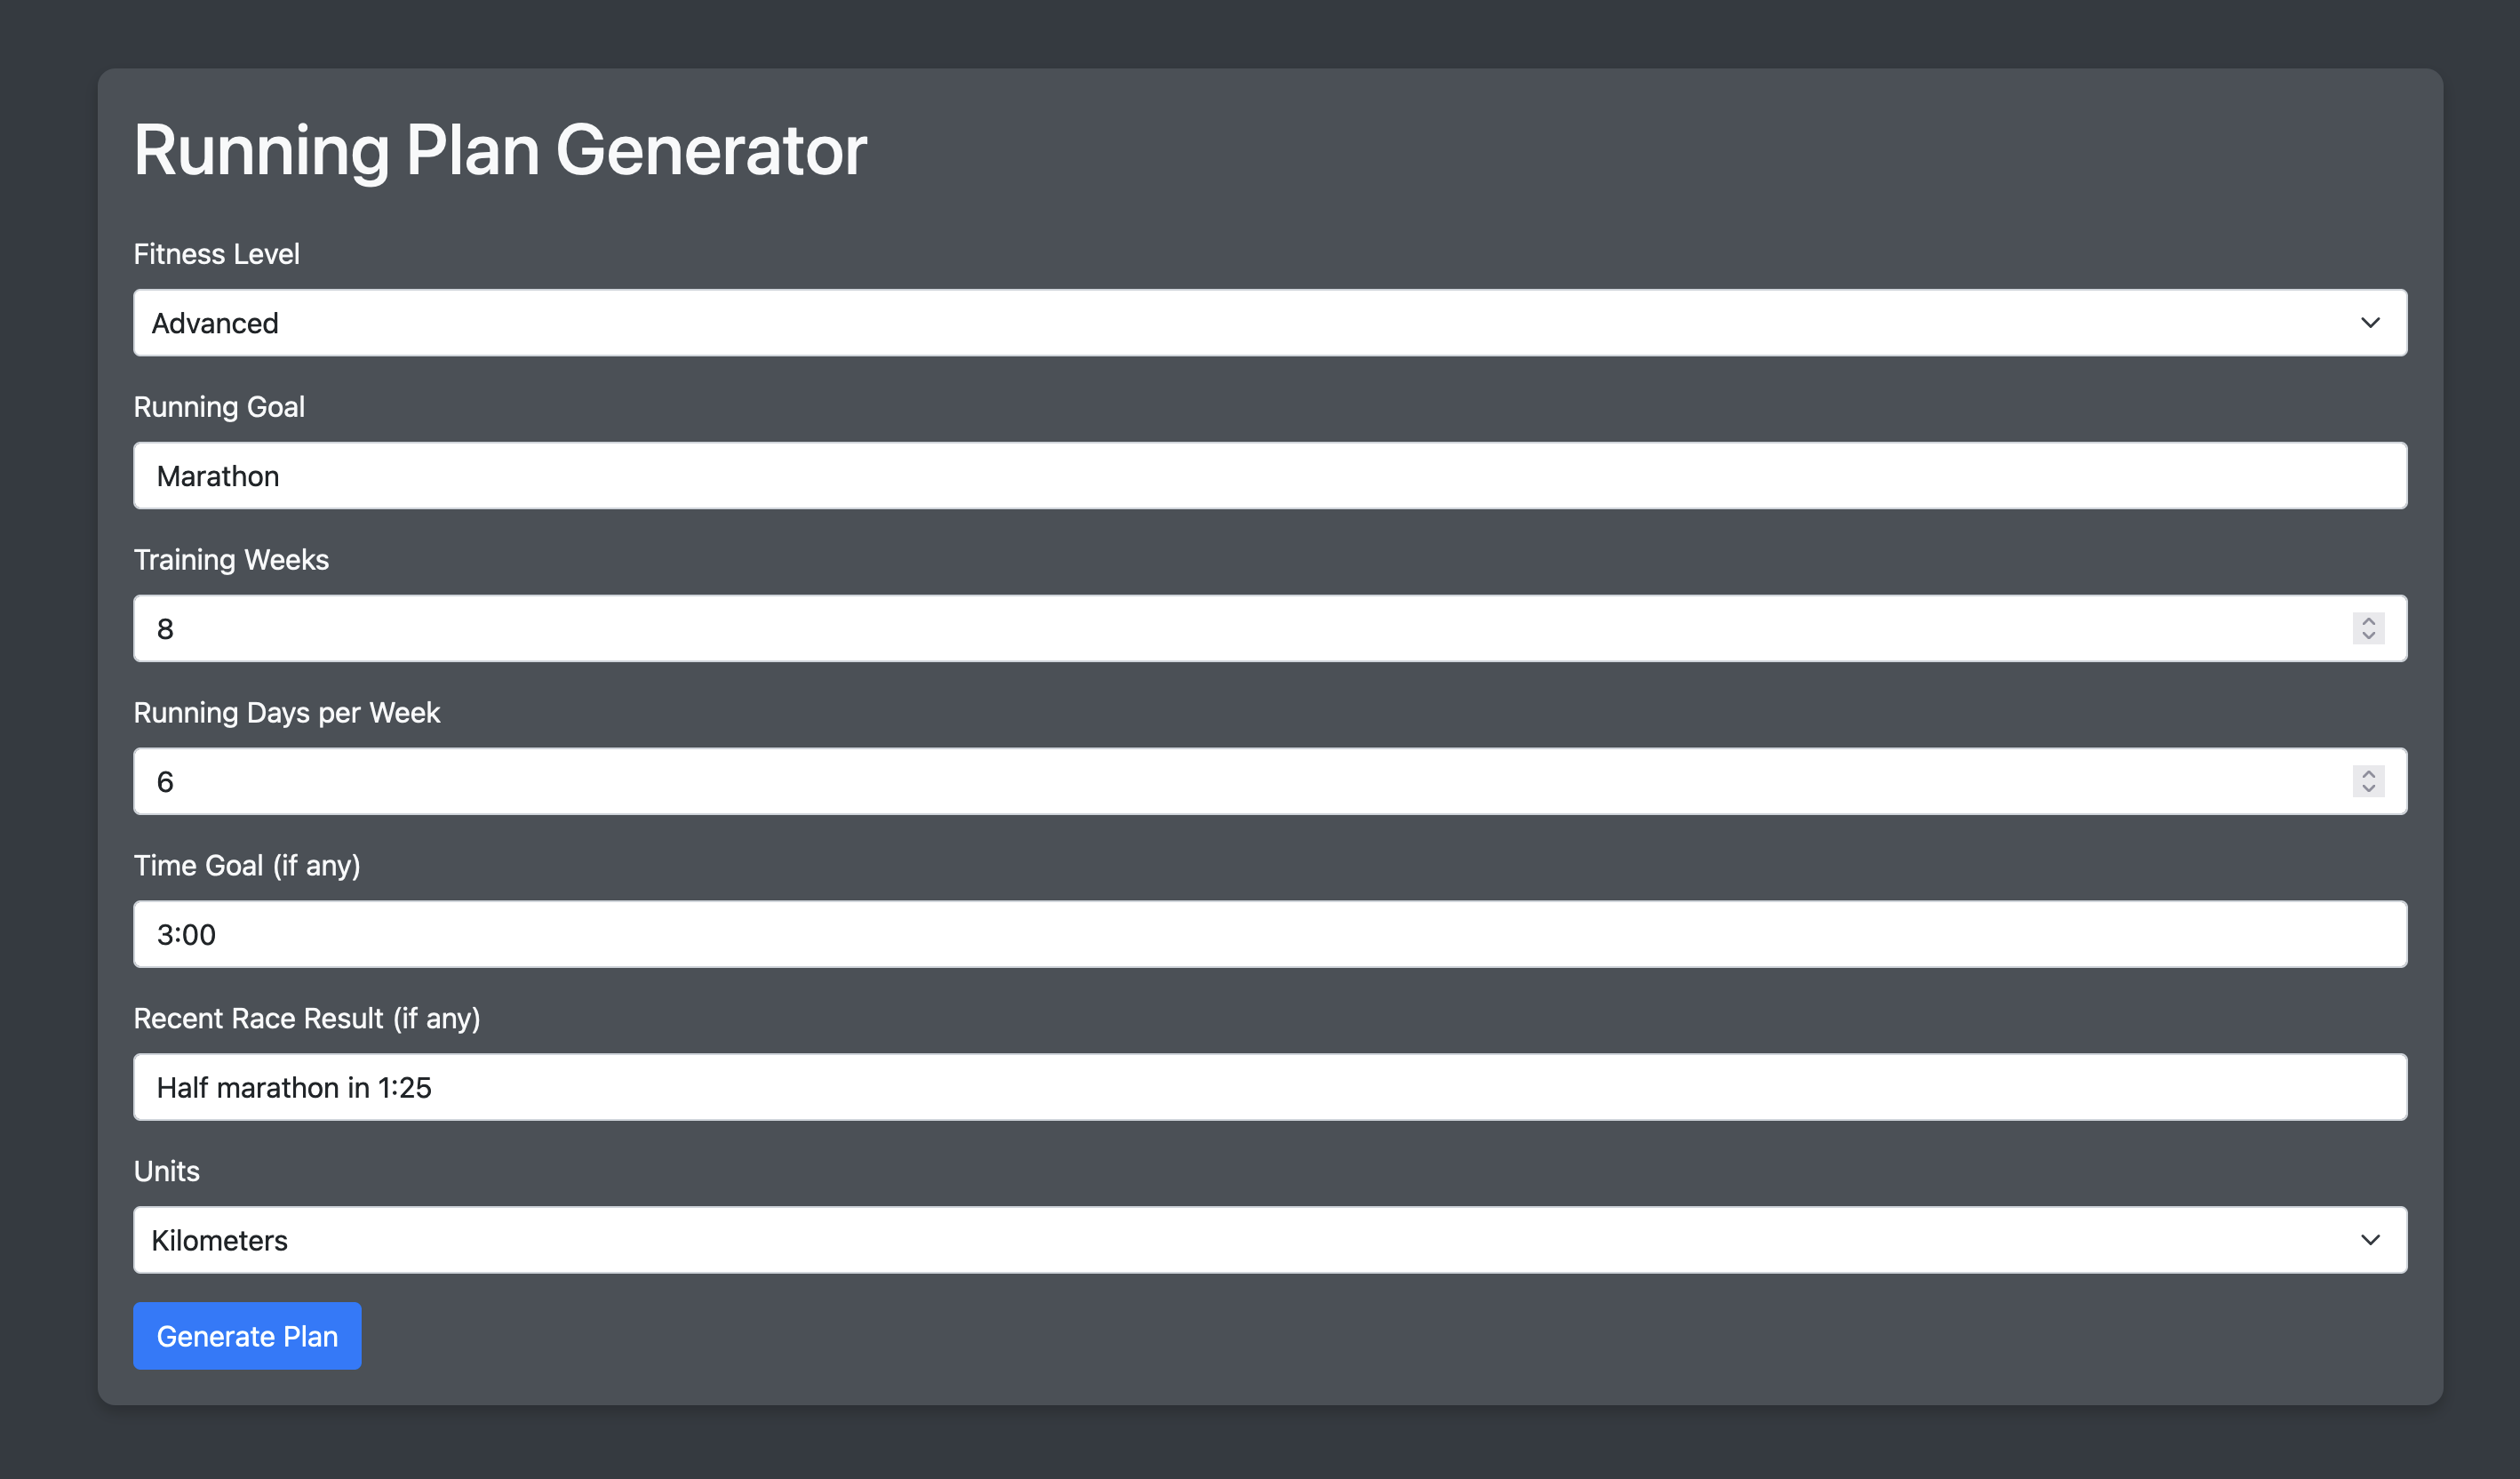 Running Plan Generator
Fitness Level
Advanced
Running Goal
Marathon
Training Weeks
8
Running Days per Week
6
Time Goal (if any)
3:00
Recent Race Result (if any)
Half marathon in 1:25
Units
Kilometers
Generate Plan